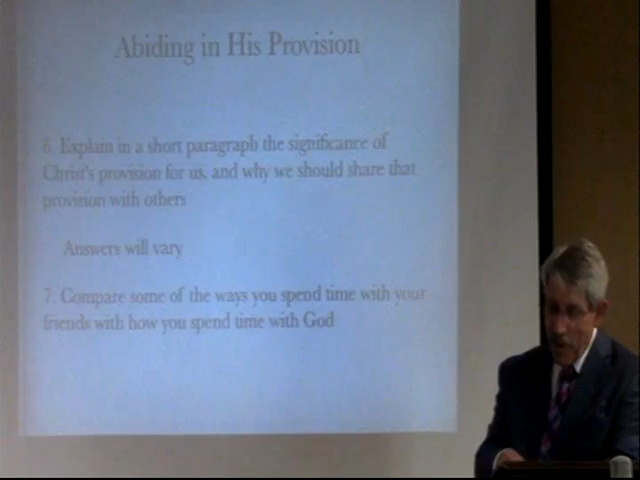 Abiding in His Provision
6. Explain in a short paragraph the significance of
Christ's provision for us, and why we should share that
provision with others
Answers will vary
7. Compare some of the ways you spend time with your
friends with how you spend time with God